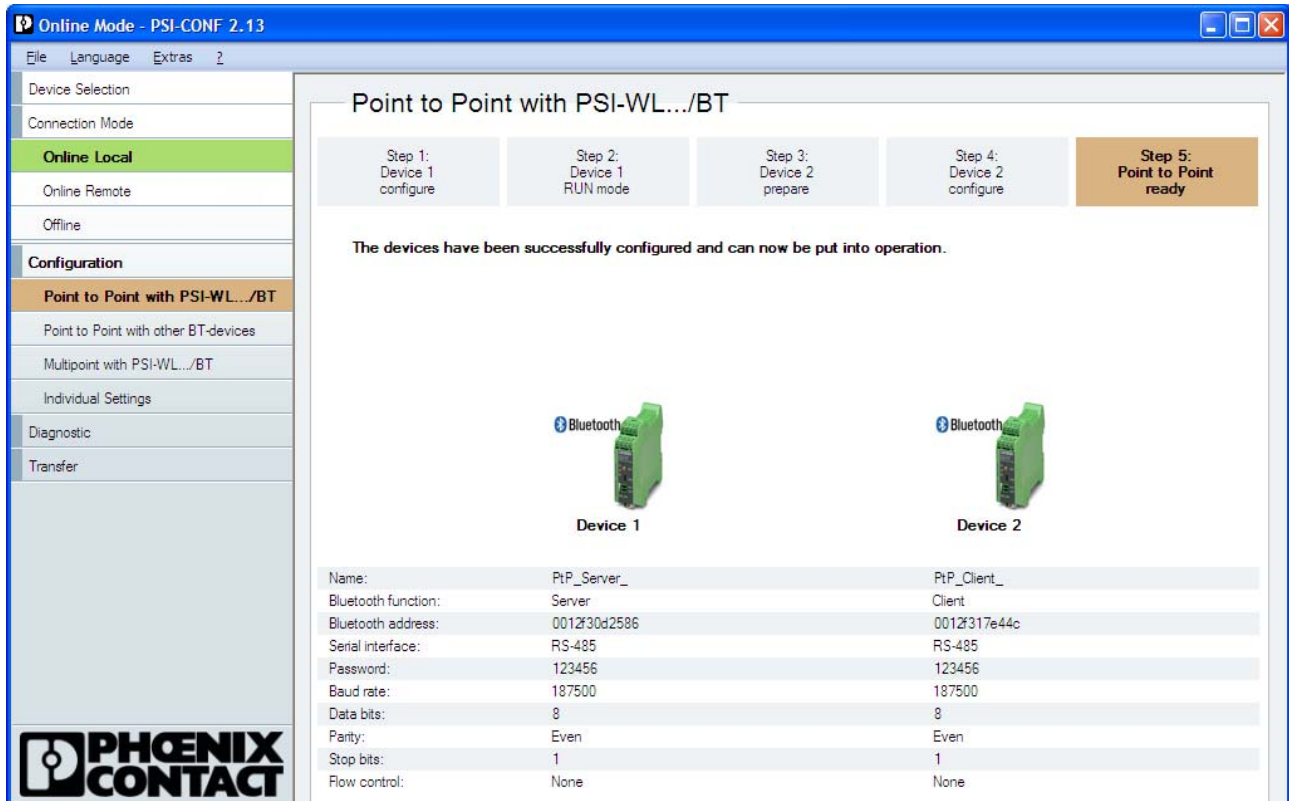 Online Mode - PSI-CONF 2.13
File Language Extras ?
Device Selection
Connection Mode
Online Local
Online Remote
Offline
Configuration
Point to Point with PSI-WL.../BT
Point to Point with other BT-devices
Multipoint with PSI-WL.../BT
Individual Settings
Diagnostic
Transfer
PHŒNIX
CONTACT
Point to Point with PSI-WL.../BT
Step 1:
Device 1
configure
Step 2:
Device 1
RUN mode
Step 3:
Device 2
prepare
Step 4:
Device 2
configure
Step 5:
Point to Point
ready
The devices have been successfully configured and can now be put into operation.
Bluetooth
Device 1
Bluetooth
Device 2
Name: PtP_Server_ PtP_Client_
Bluetooth function: Server Client
Bluetooth address: 0012f30d2586 0012f317e44c
Serial interface: RS-485 RS-485
Password: 123456 123456
Baud rate: 187500 187500
Data bits: 8 8
Parity: Even Even
Stop bits: 1 1
Flow control: None None